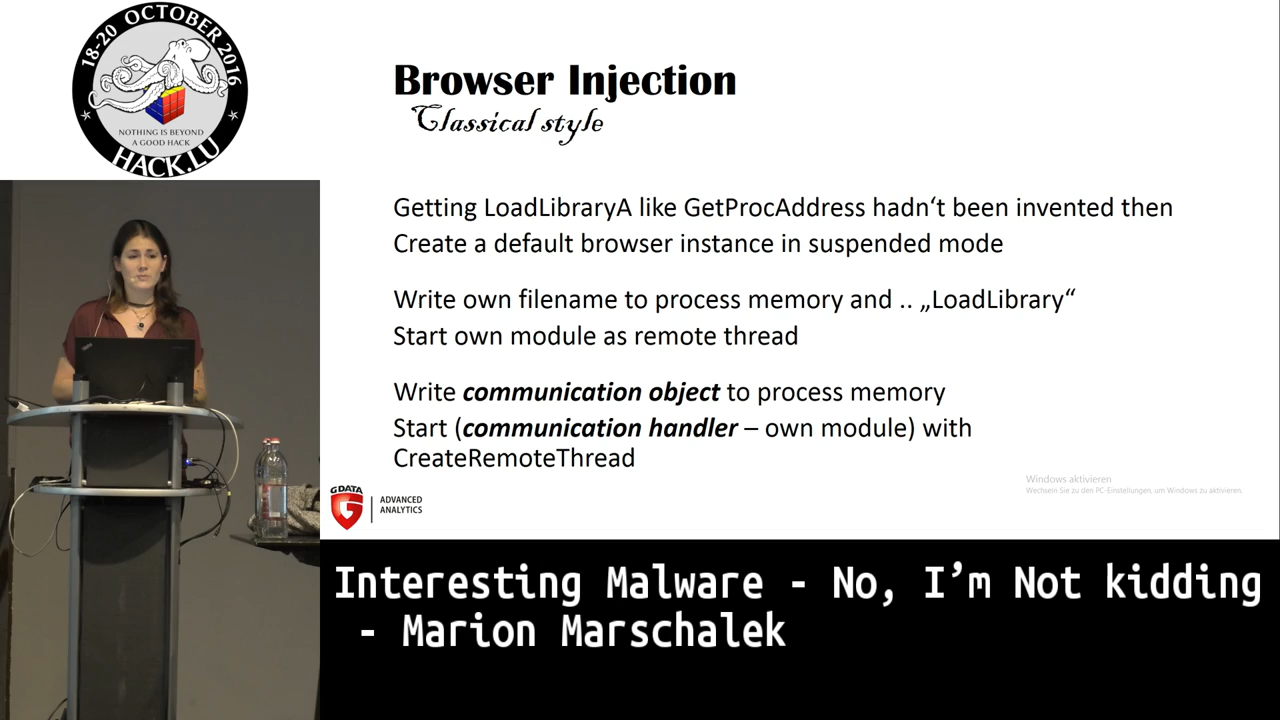 18-20 OCTOBER 2016
NOTHING IS BEYOND
A GOOD HACK
HACK.LU
Browser Injection
Classical style
Getting LoadLibraryA like GetProcAddress hadn‘t been invented then
Create a default browser instance in suspended mode
Write own filename to process memory and .. „LoadLibrary“
Start own module as remote thread
Write communication object to process memory
Start (communication handler – own module) with
CreateRemoteThread
G DATA
ADVANCED
ANALYTICS
Windows aktivieren
Wechseln Sie zu den PC-Einstellungen, um Windows zu aktivieren.
Interesting Malware - No, I’m Not kidding
- Marion Marschalek